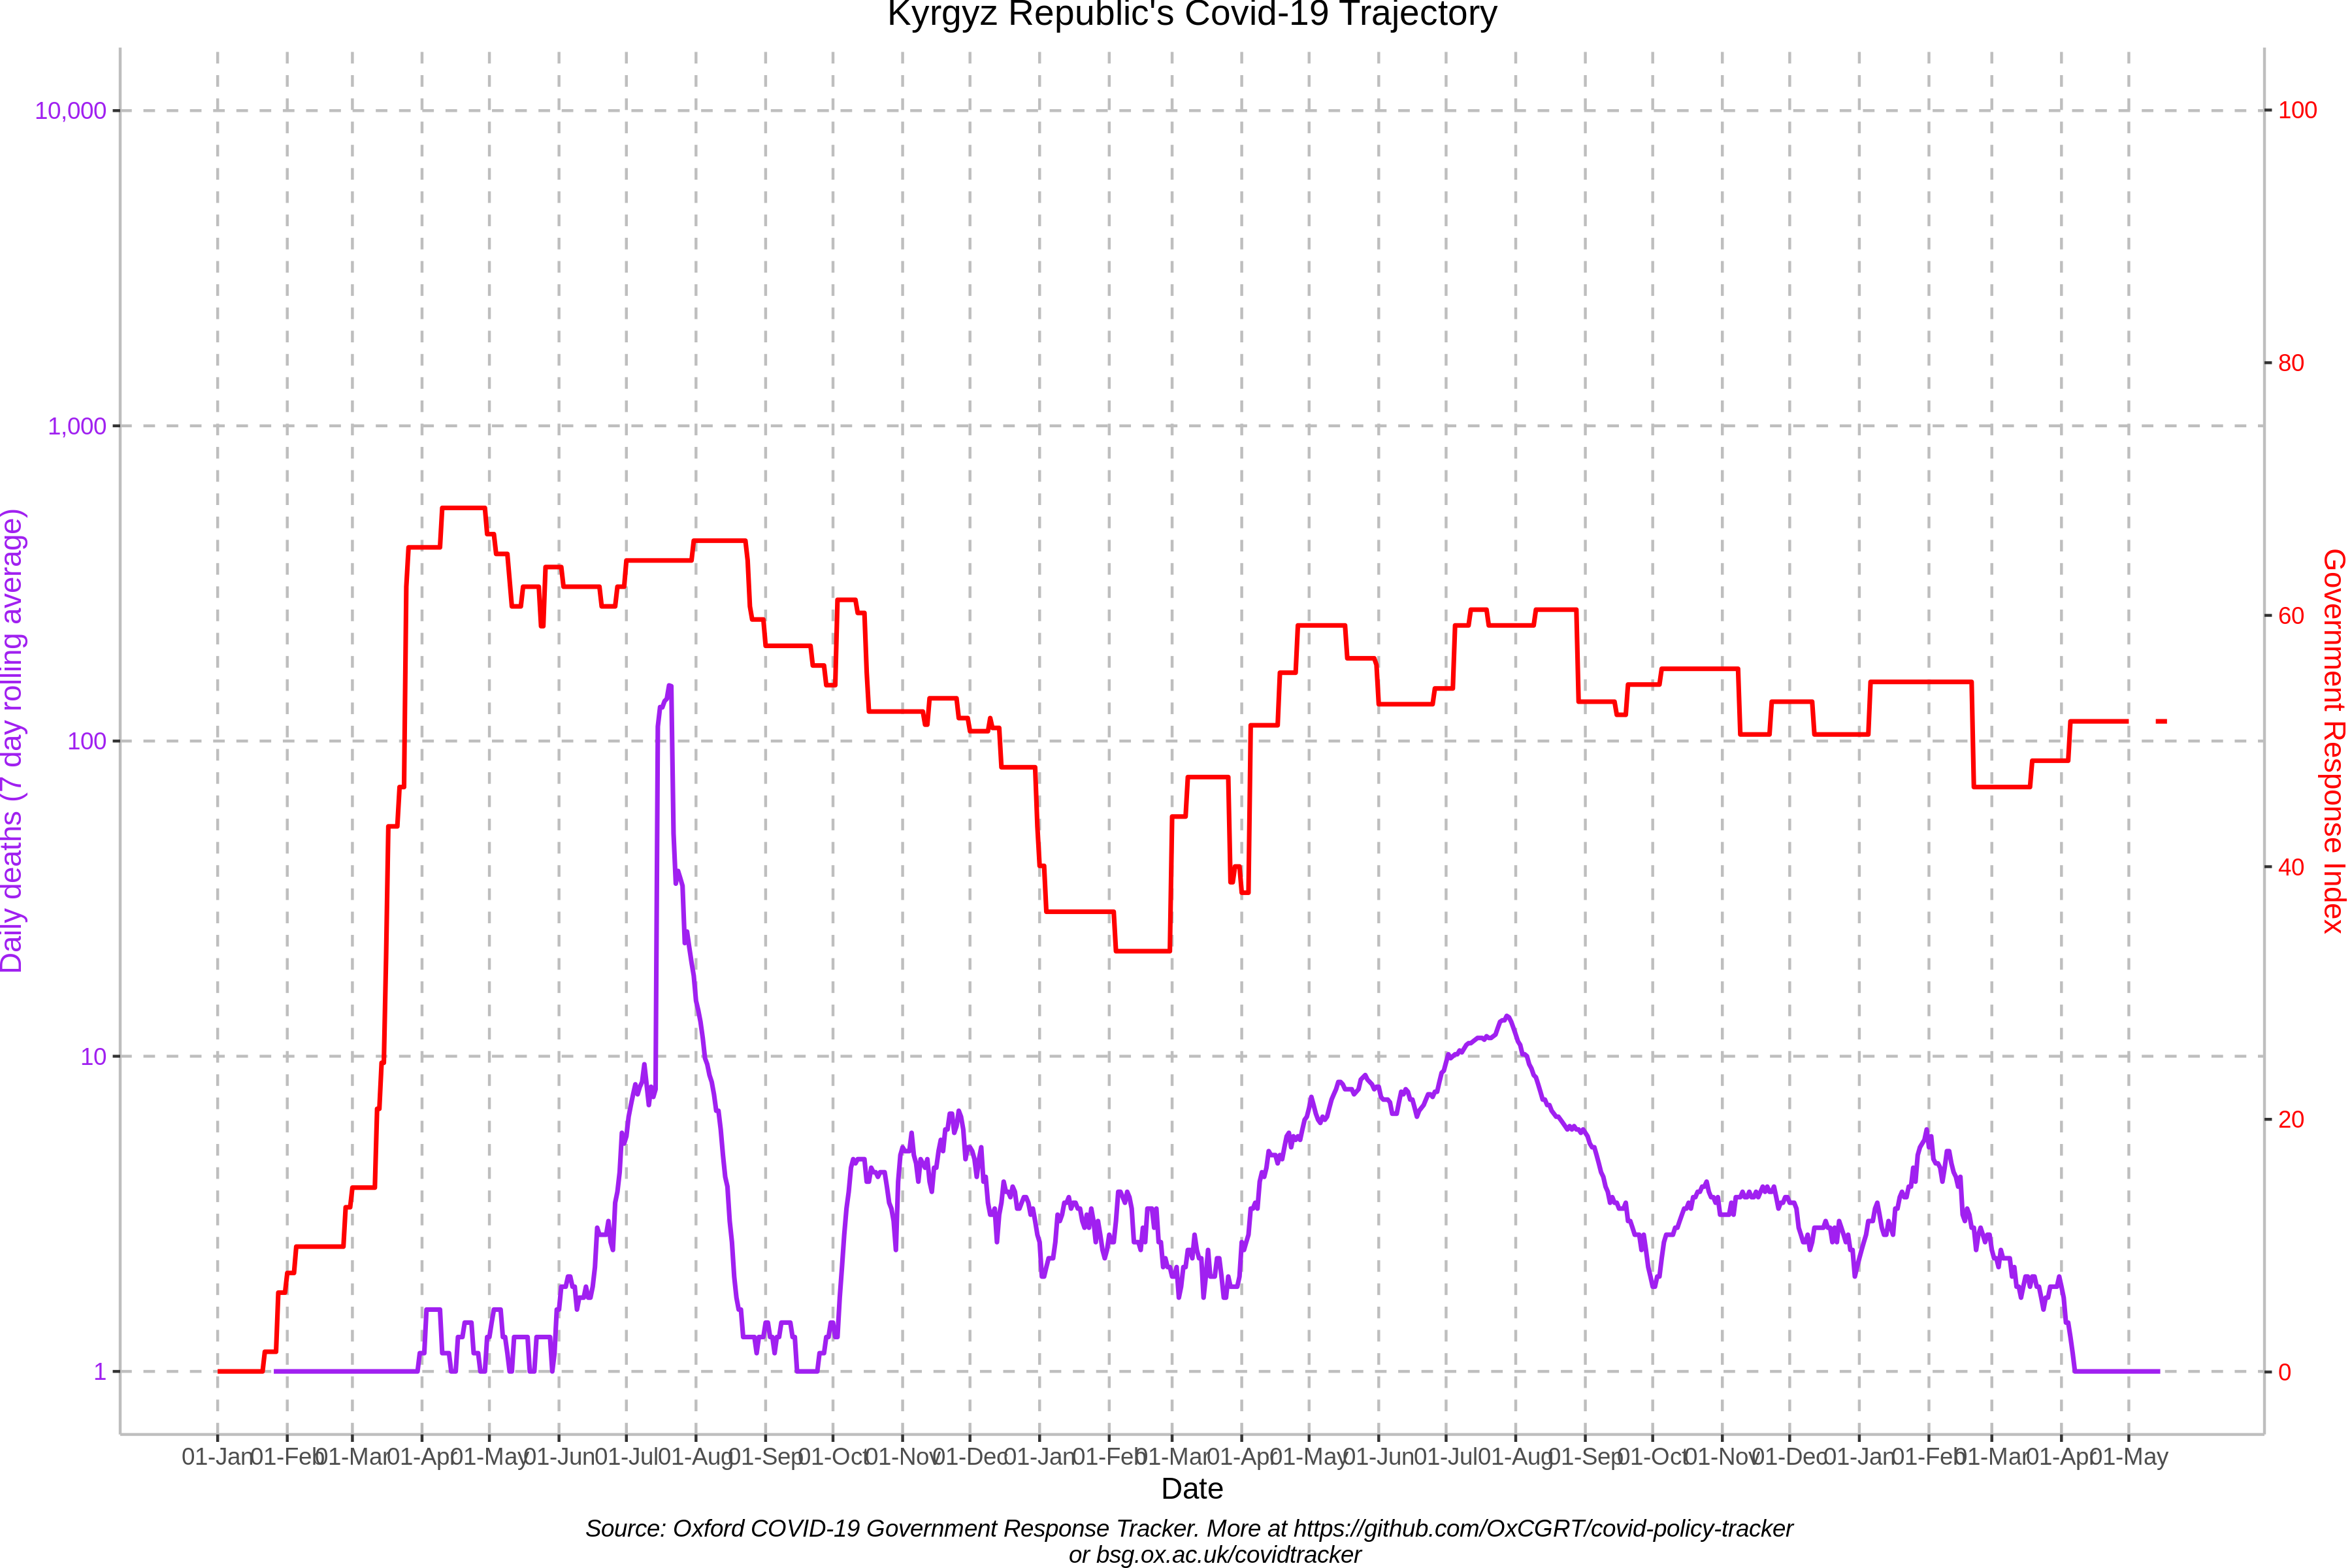 Kyrgyz Republic's Covid-19 Trajectory
10,000
1,000
100
10
1
Daily deaths (7 day rolling average)
100
80
60
40
20
0
Government Response Index
01-Jan 01-Feb 01-Mar 01-Apr 01-May 01-Jun 01-Jul 01-Aug 01-Sep 01-Oct 01-Nov 01-Dec 01-Jan 01-Feb 01-Mar 01-Apr 01-May 01-Jun 01-Jul 01-Aug 01-Sep 01-Oct 01-Nov 01-Dec 01-Jan 01-Feb 01-Mar 01-Apr 01-May
Date
Source: Oxford COVID-19 Government Response Tracker. More at https://github.com/OxCGRT/covid-policy-tracker
or bsg.ox.ac.uk/covidtracker